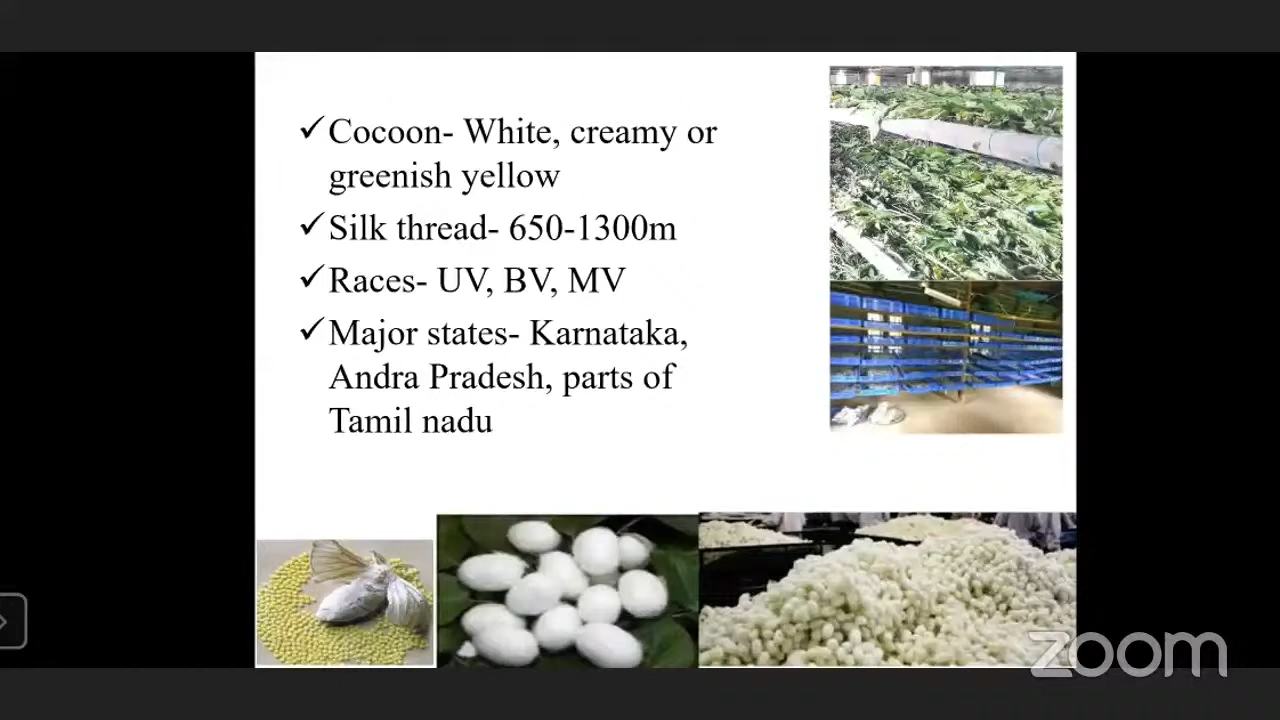 ✓Cocoon- White, creamy or
greenish yellow
✓Silk thread- 650-1300m
✓Races- UV, BV, MV
✓Major states- Karnataka,
Andra Pradesh, parts of
Tamil nadu
zoom